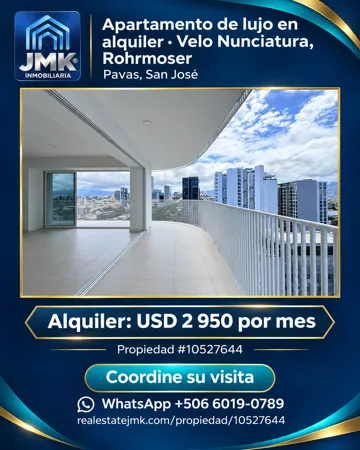 Apartamento de lujo en
alquiler · Velo Nunciatura,
Rohrmoser
Pavas, San José
JMK®
INMOBILIARIA
Alquiler: USD 2 950 por mes
Propiedad #10527644
Coordine su visita
WhatsApp +506 6019-0789
realestatejmk.com/propiedad/10527644